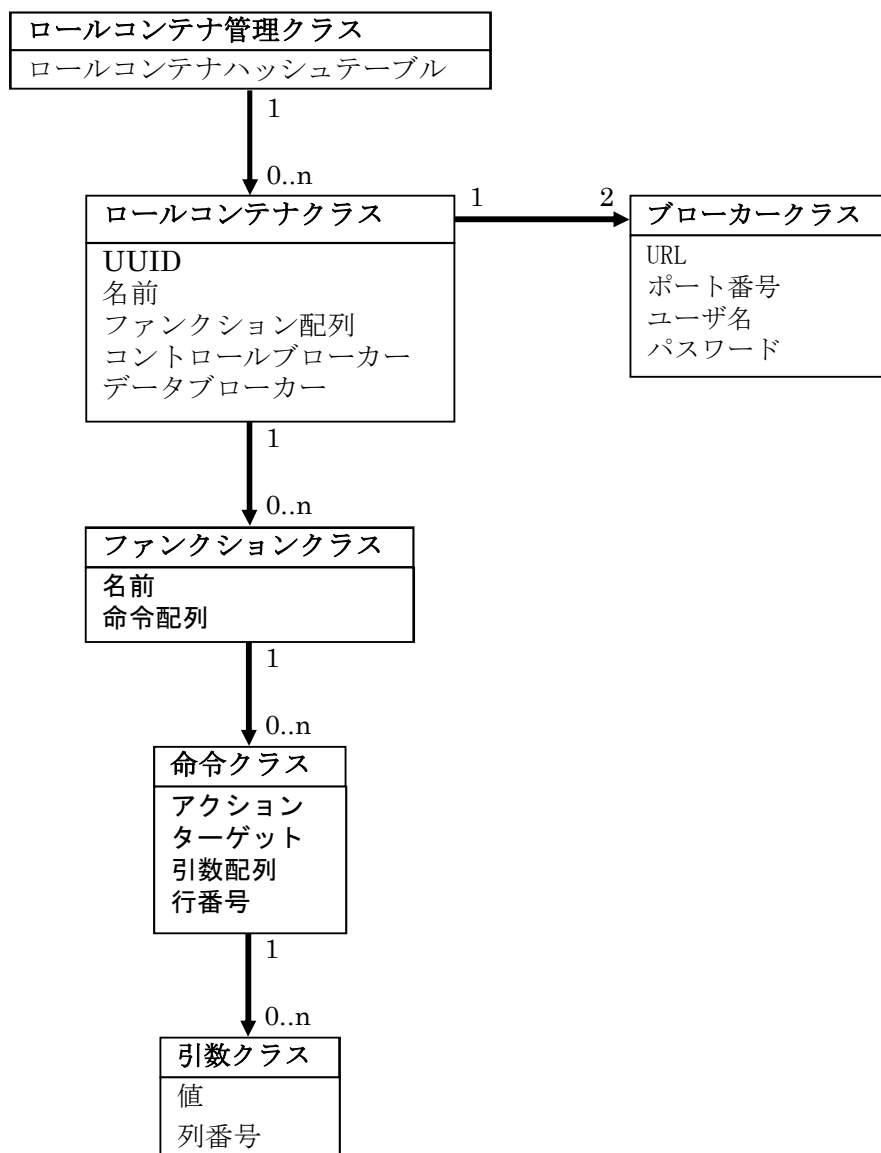 ロールコンテナ管理クラス
ロールコンテナハッシュテーブル
1
0..n
ロールコンテナクラス
UUID
名前
ファンクション配列
コントロールブローカー
データブローカー
1
2
ブローカークラス
URL
ポート番号
ユーザ名
パスワード
1
0..n
ファンクションクラス
名前
命令配列
1
0..n
命令クラス
アクション
ターゲット
引数配列
行番号
1
0..n
引数クラス
値
列番号